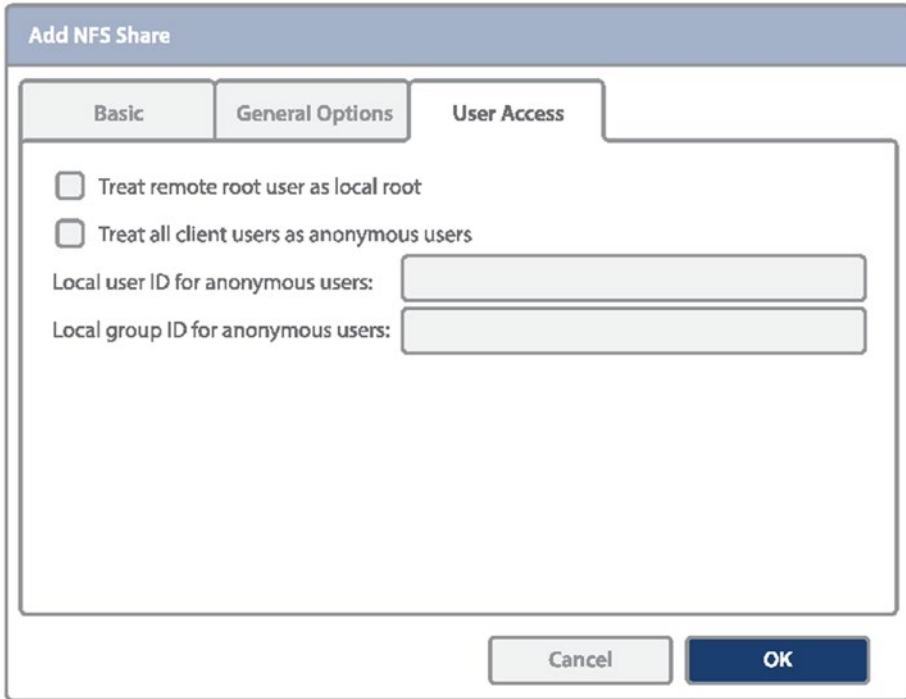 Add NFS Share
Basic
General Options
User Access
Treat remote root user as local root
Treat all client users as anonymous users
Local user ID for anonymous users:
Local group ID for anonymous users:
Cancel
OK